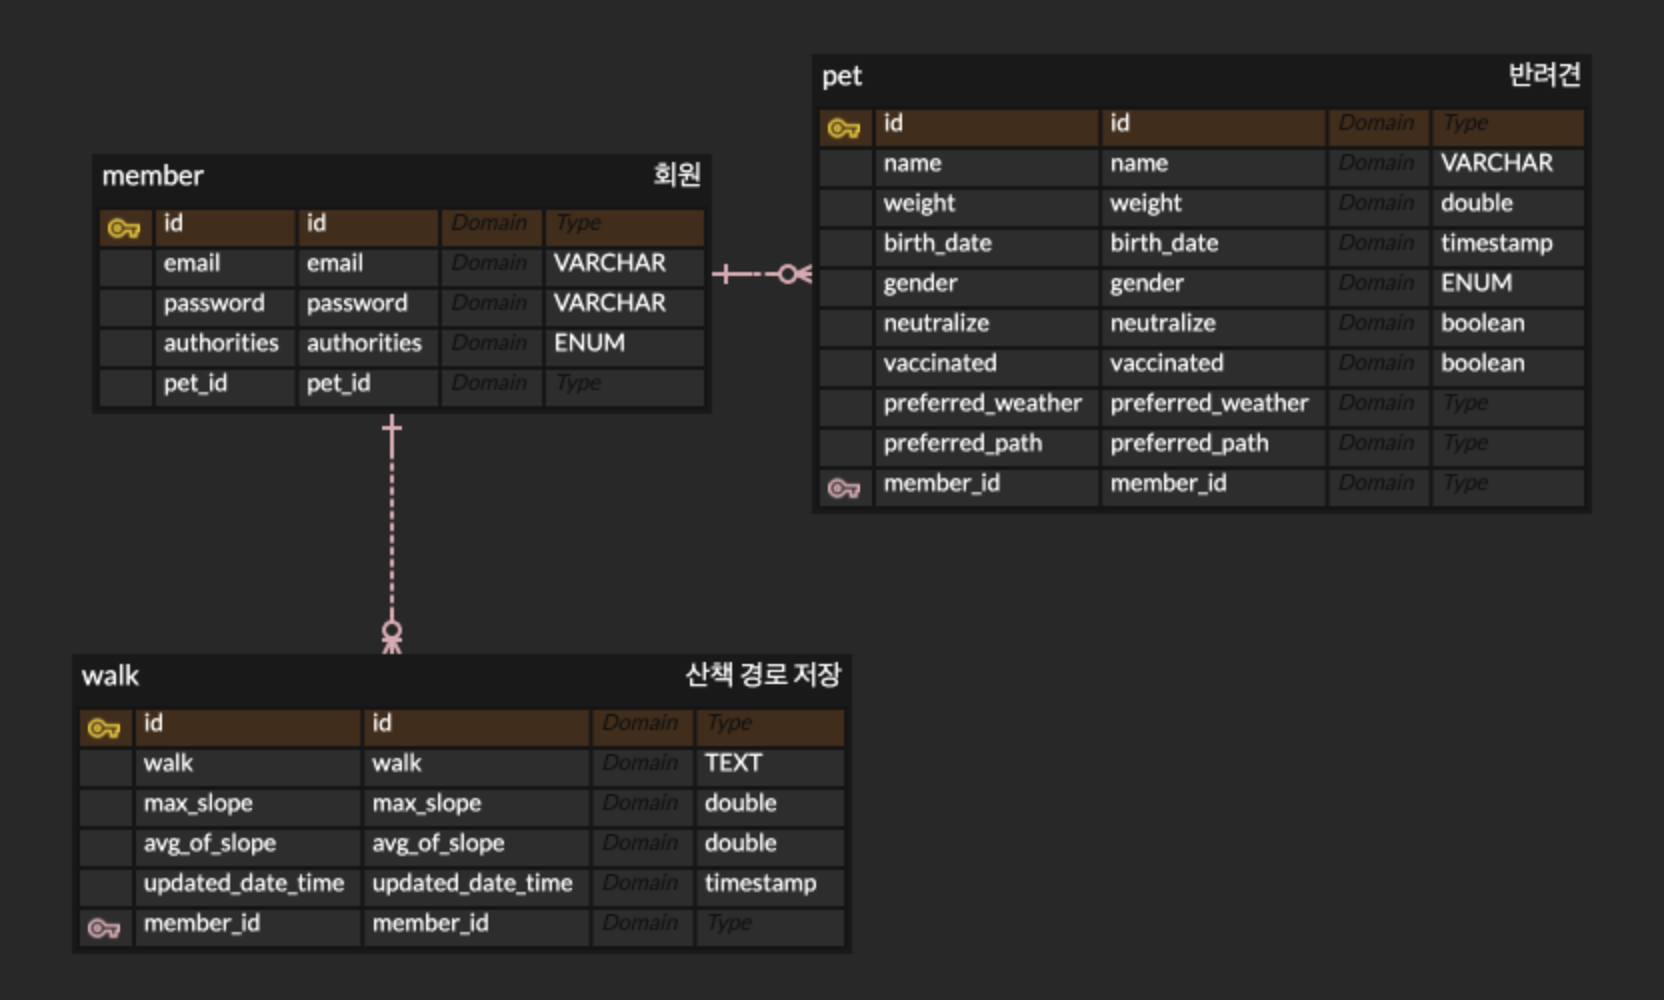 member 회원
id id Domain Type
email email Domain VARCHAR
password password Domain VARCHAR
authorities authorities Domain ENUM
pet_id pet_id Domain Type
pet 반려견
id id Domain Type
name name Domain VARCHAR
weight weight Domain double
birth_date birth_date Domain timestamp
gender gender Domain ENUM
neutralize neutralize Domain boolean
vaccinated vaccinated Domain boolean
preferred_weather preferred_weather Domain Type
preferred_path preferred_path Domain Type
member_id member_id Domain Type
walk 산책 경로 저장
id id Domain Type
walk walk Domain TEXT
max_slope max_slope Domain double
avg_of_slope avg_of_slope Domain double
updated_date_time updated_date_time Domain timestamp
member_id member_id Domain Type